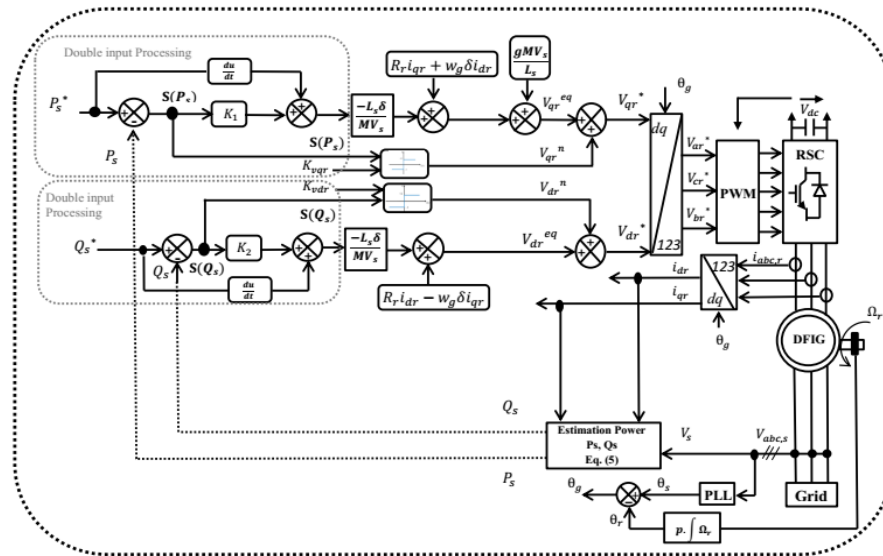 Double input Processing
du
dt
P_s*
S(P_s)
K_1
P_s
S(P_s)
-L_sδ
MV_s
R_r i_qr + w_g δ i_dr
gMV_s
L_s
V_qr^eq
V_qr*
K_vqr
V_qr^n
K_vdr
V_dr^n
Double input
Processing
S(Q_s)
Q_s*
Q_s
S(Q_s)
K_2
du
dt
-L_sδ
MV_s
R_r i_dr − w_g δ i_qr
V_dr^eq
V_dr*
θ_g
dq
123
V_ar*
V_cr*
V_br*
PWM
V_dc
RSC
i_abc,r
i_dr
i_qr
123
dq
θ_g
DFIG
Ω_r
Q_s
Estimation Power
Ps, Qs
Eq. (5)
P_s
V_s
V_abc,s
θ_g
θ_s
PLL
Grid
θ_r
p.∫Ω_r